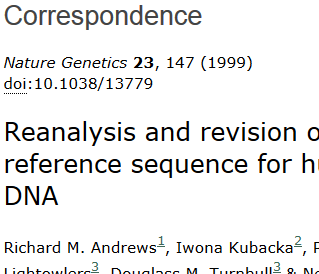 Correspondence
Nature Genetics 23, 147 (1999)
doi:10.1038/13779
Reanalysis and revision o
reference sequence for hu
DNA
Richard M. Andrews1, Iwona Kubacka2, P
Lightowlers3, Douglass M. Turnbull3 & Ne